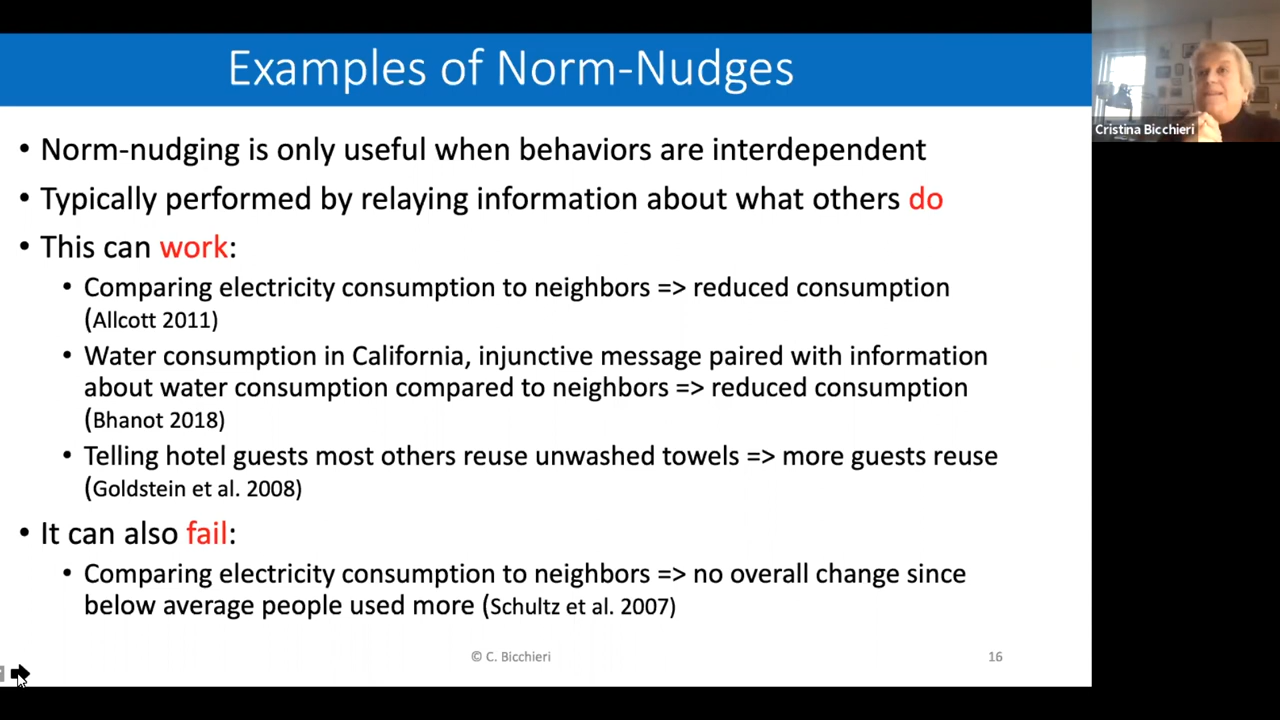 Examples of Norm-Nudges
Cristina Bicchieri
• Norm-nudging is only useful when behaviors are interdependent
• Typically performed by relaying information about what others do
• This can work:
• Comparing electricity consumption to neighbors => reduced consumption
(Allcott 2011)
• Water consumption in California, injunctive message paired with information
about water consumption compared to neighbors => reduced consumption
(Bhanot 2018)
• Telling hotel guests most others reuse unwashed towels => more guests reuse
(Goldstein et al. 2008)
• It can also fail:
• Comparing electricity consumption to neighbors => no overall change since
below average people used more (Schultz et al. 2007)
© C. Bicchieri
16